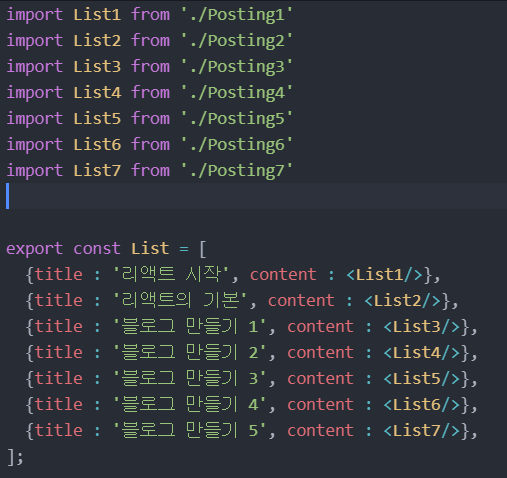 import List1 from './Posting1'
import List2 from './Posting2'
import List3 from './Posting3'
import List4 from './Posting4'
import List5 from './Posting5'
import List6 from './Posting6'
import List7 from './Posting7'
export const List = [
{title : '리액트 시작', content : <List1/>},
{title : '리액트의 기본', content : <List2/>},
{title : '블로그 만들기 1', content : <List3/>},
{title : '블로그 만들기 2', content : <List4/>},
{title : '블로그 만들기 3', content : <List5/>},
{title : '블로그 만들기 4', content : <List6/>},
{title : '블로그 만들기 5', content : <List7/>},
];